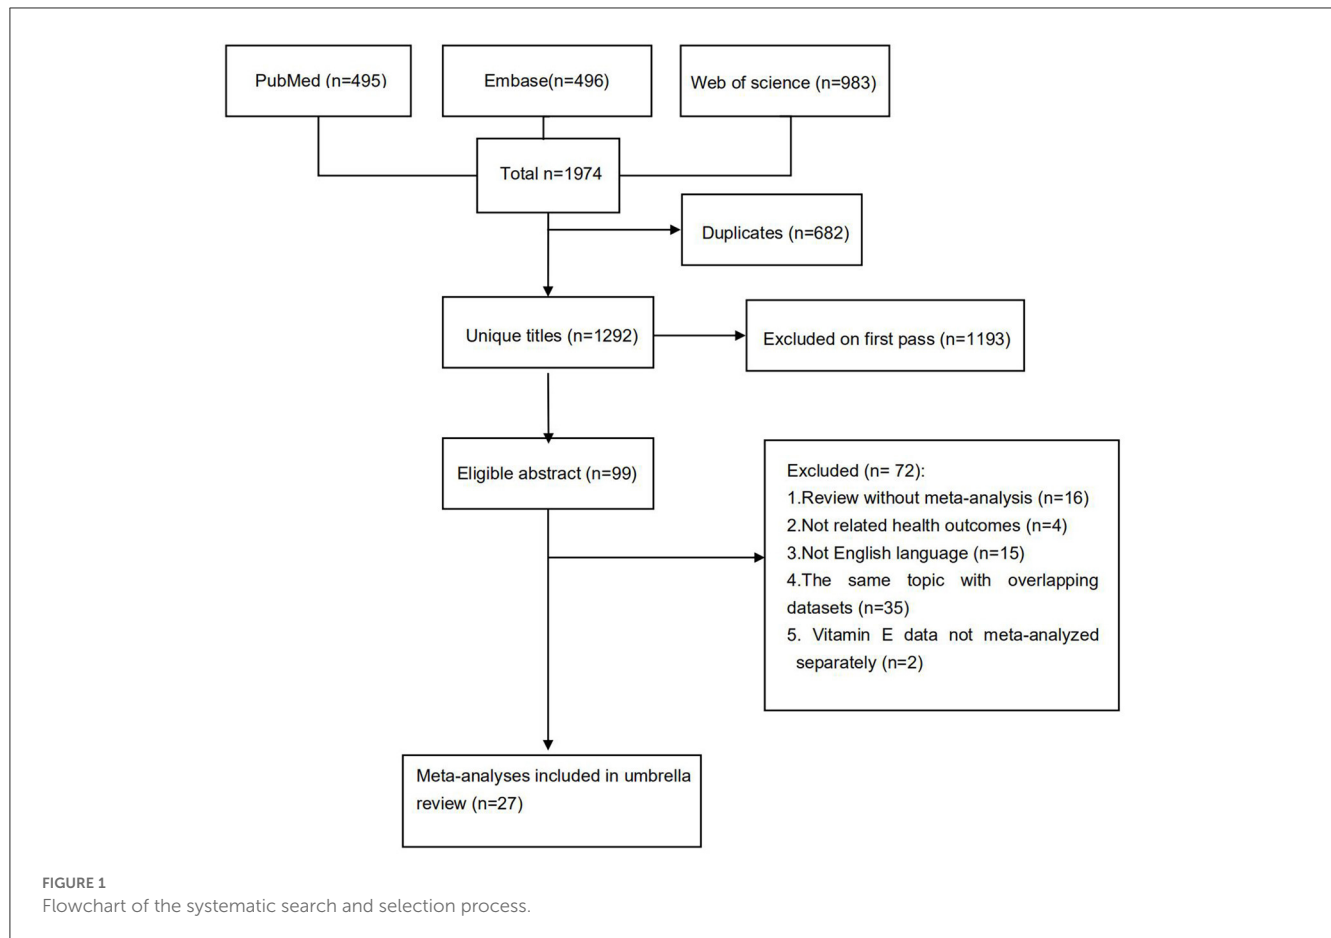 PubMed (n=495)
Embase(n=496)
Web of science (n=983)
Total n=1974
Duplicates (n=682)
Unique titles (n=1292)
Excluded on first pass (n=1193)
Eligible abstract (n=99)
Excluded (n= 72):
1.Review without meta-analysis (n=16)
2.Not related health outcomes (n=4)
3.Not English language (n=15)
4.The same topic with overlapping
datasets (n=35)
5. Vitamin E data not meta-analyzed
separately (n=2)
Meta-analyses included in umbrella
review (n=27)
FIGURE 1
Flowchart of the systematic search and selection process.